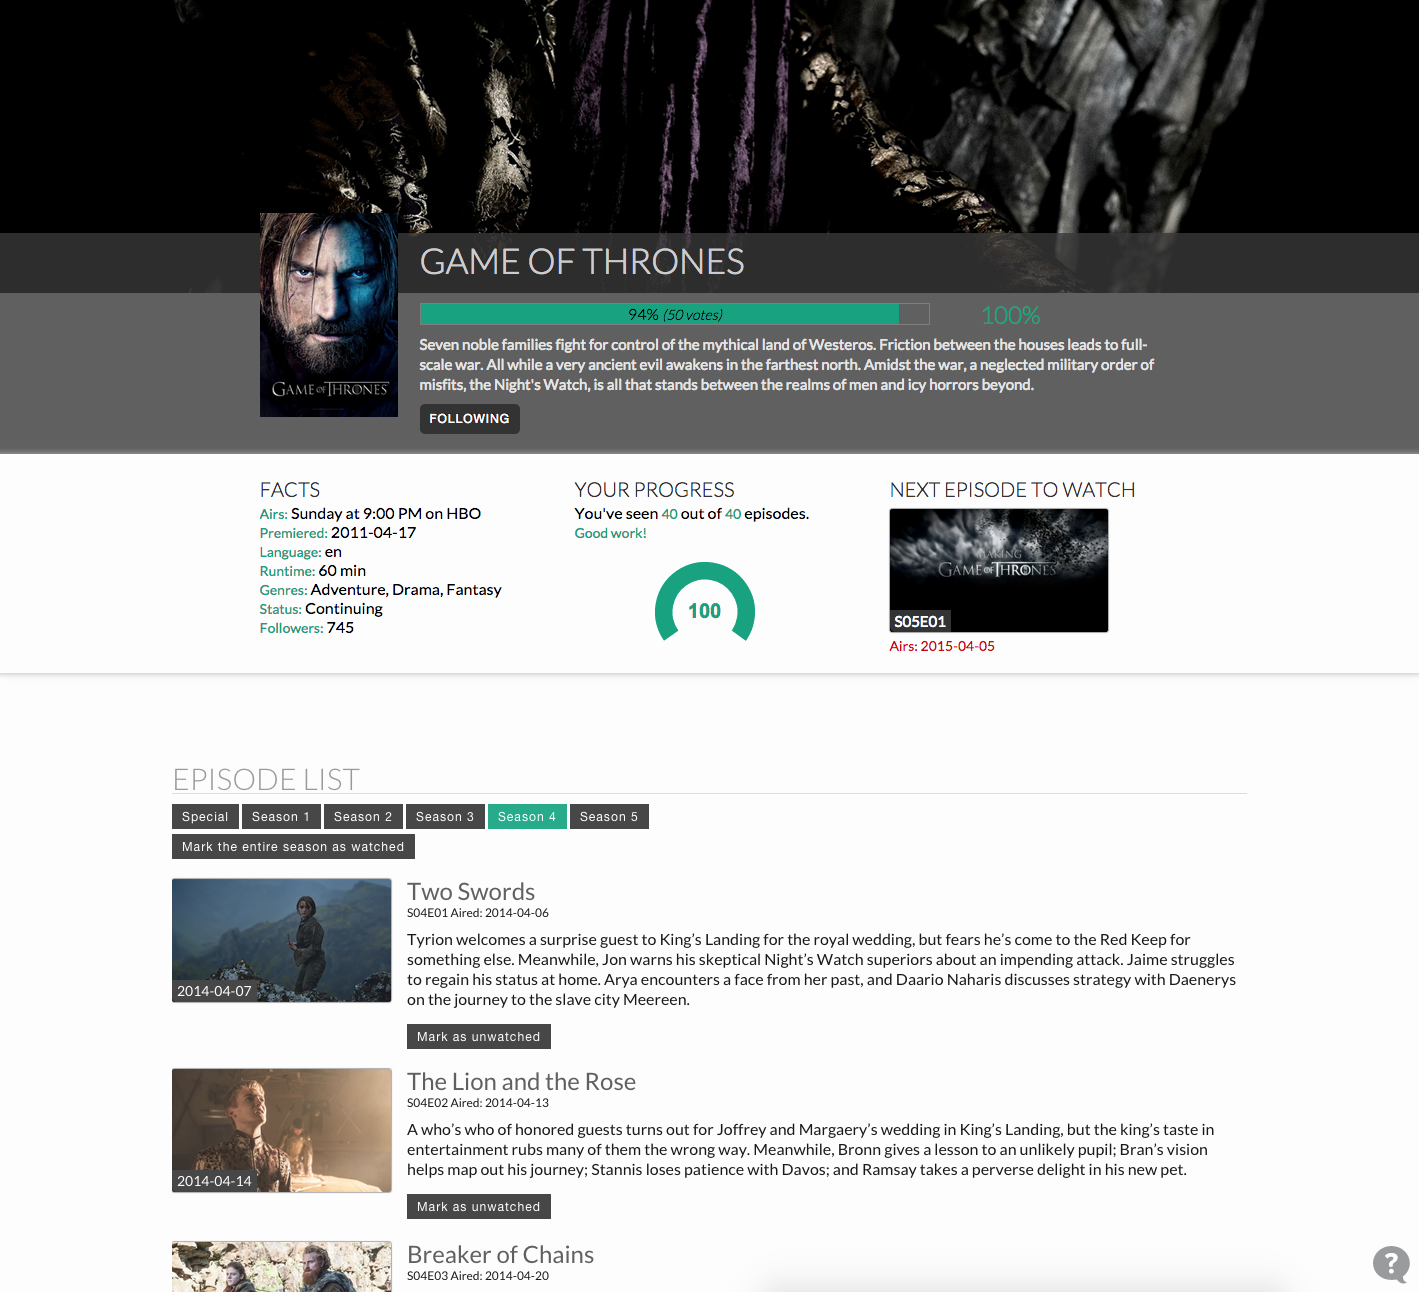 GAME OF THRONES
GAME OF THRONES
94% (50 votes)
100%
Seven noble families fight for control of the mythical land of Westeros. Friction between the houses leads to full-
scale war. All while a very ancient evil awakens in the farthest north. Amidst the war, a neglected military order of
misfits, the Night's Watch, is all that stands between the realms of men and icy horrors beyond.
FOLLOWING
FACTS
Airs: Sunday at 9:00 PM on HBO
Premiered: 2011-04-17
Language: en
Runtime: 60 min
Genres: Adventure, Drama, Fantasy
Status: Continuing
Followers: 745
YOUR PROGRESS
You've seen 40 out of 40 episodes.
Good work!
100
NEXT EPISODE TO WATCH
MAKING
GAME OF THRONES
S05E01
Airs: 2015-04-05
EPISODE LIST
Special Season 1 Season 2 Season 3 Season 4 Season 5
Mark the entire season as watched
2014-04-07
Two Swords
S04E01 Aired: 2014-04-06
Tyrion welcomes a surprise guest to King’s Landing for the royal wedding, but fears he’s come to the Red Keep for
something else. Meanwhile, Jon warns his skeptical Night’s Watch superiors about an impending attack. Jaime struggles
to regain his status at home. Arya encounters a face from her past, and Daario Naharis discusses strategy with Daenerys
on the journey to the slave city Meereen.
Mark as unwatched
2014-04-14
The Lion and the Rose
S04E02 Aired: 2014-04-13
A who’s who of honored guests turns out for Joffrey and Margaery’s wedding in King’s Landing, but the king’s taste in
entertainment rubs many of them the wrong way. Meanwhile, Bronn gives a lesson to an unlikely pupil; Bran’s vision
helps map out his journey; Stannis loses patience with Davos; and Ramsay takes a perverse delight in his new pet.
Mark as unwatched
Breaker of Chains
S04E03 Aired: 2014-04-20
?